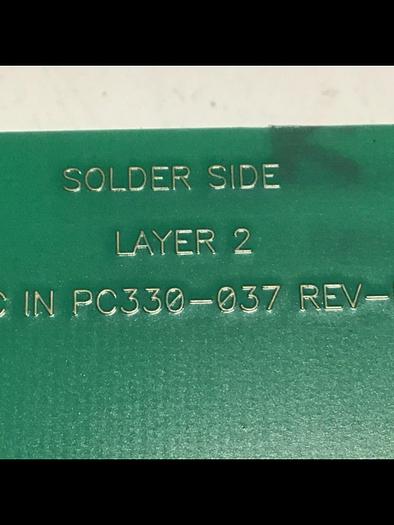 SOLDER SIDE
LAYER 2
IN PC330-037 REV-